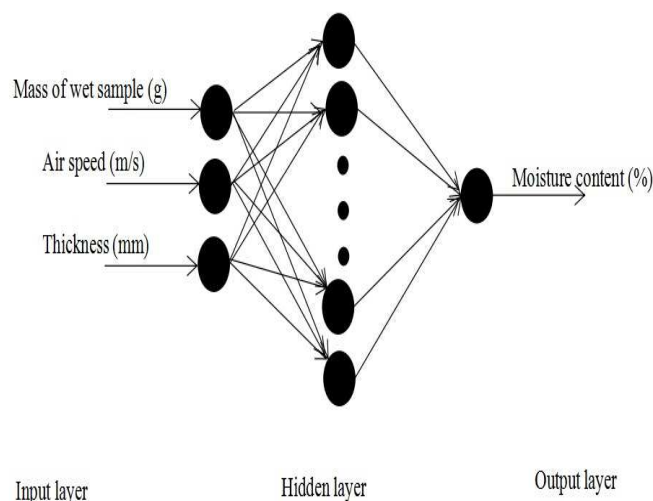 Mass of wet sample (g)
Air speed (m/s)
Thickness (mm)
Moisture content (%)
Input layer
Hidden layer
Output layer